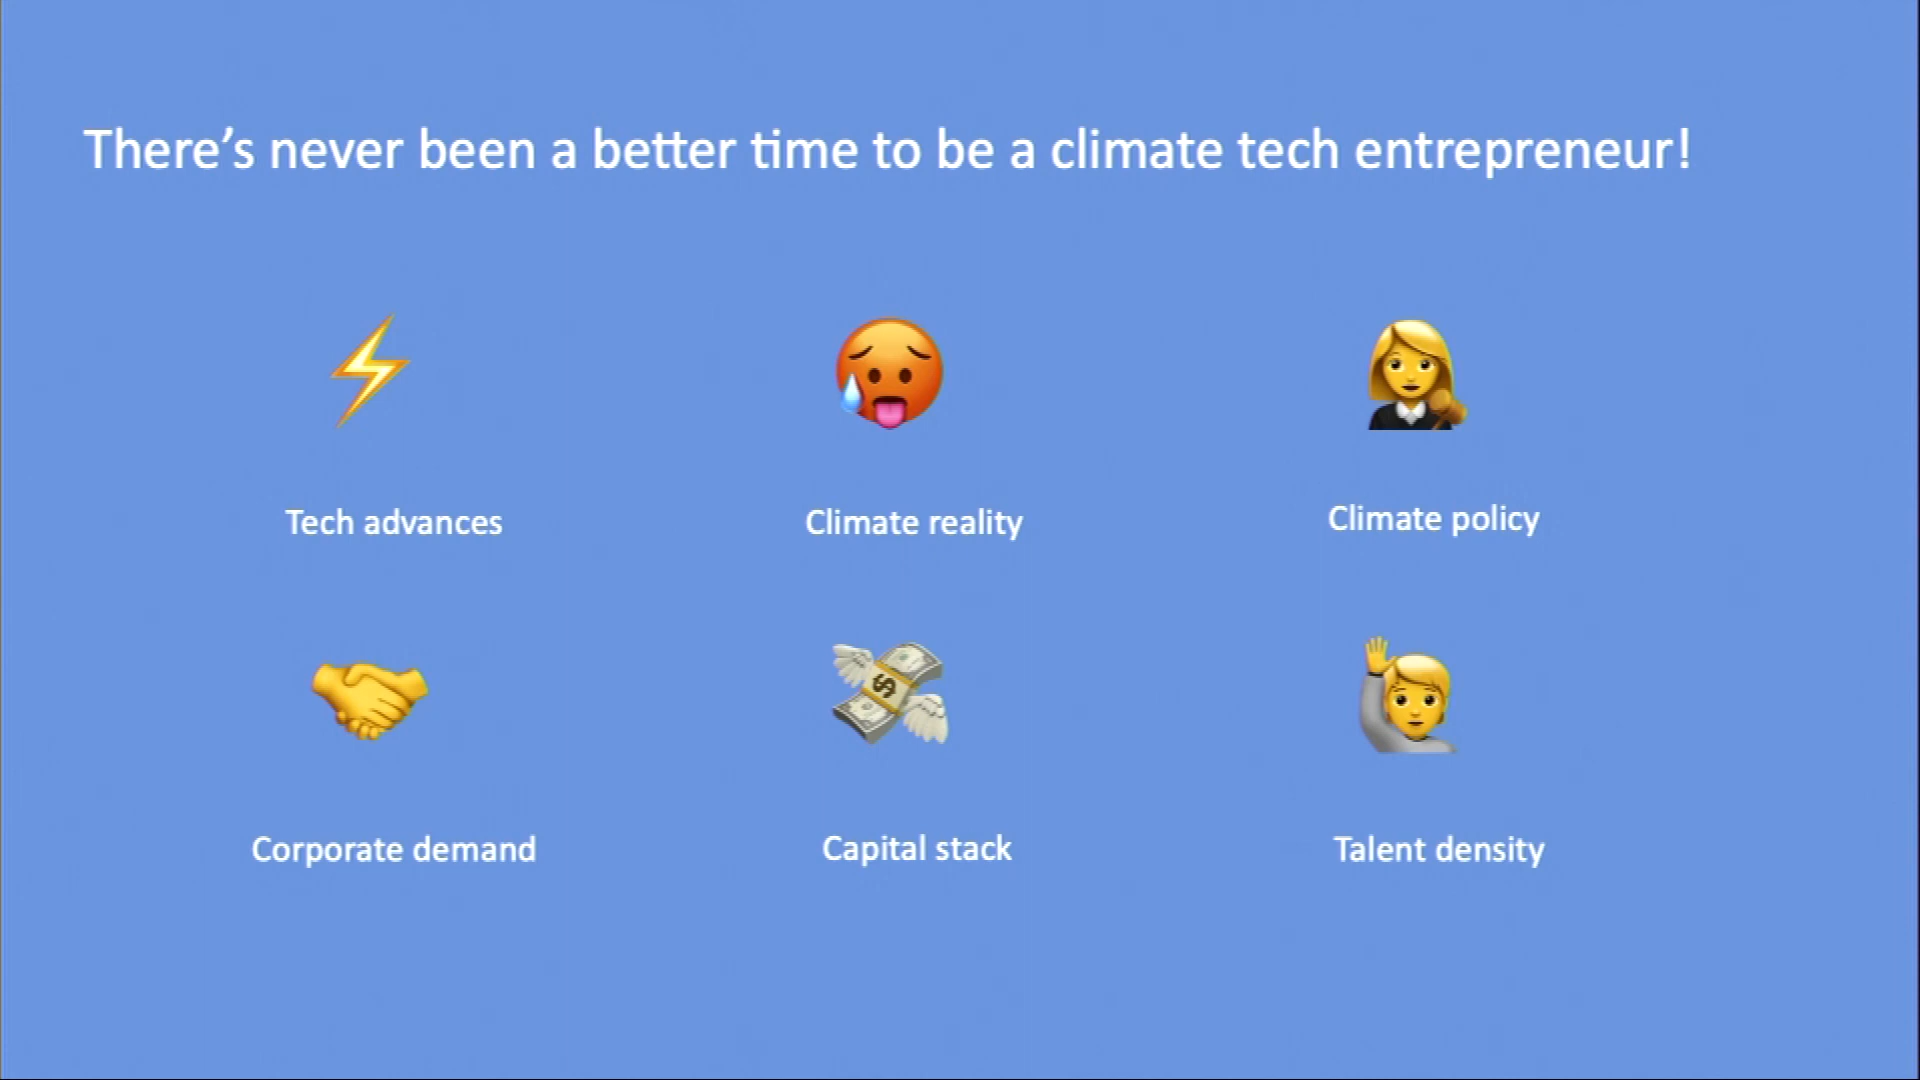 There’s never been a better time to be a climate tech entrepreneur!
Tech advances
Climate reality
Climate policy
Corporate demand
Capital stack
Talent density